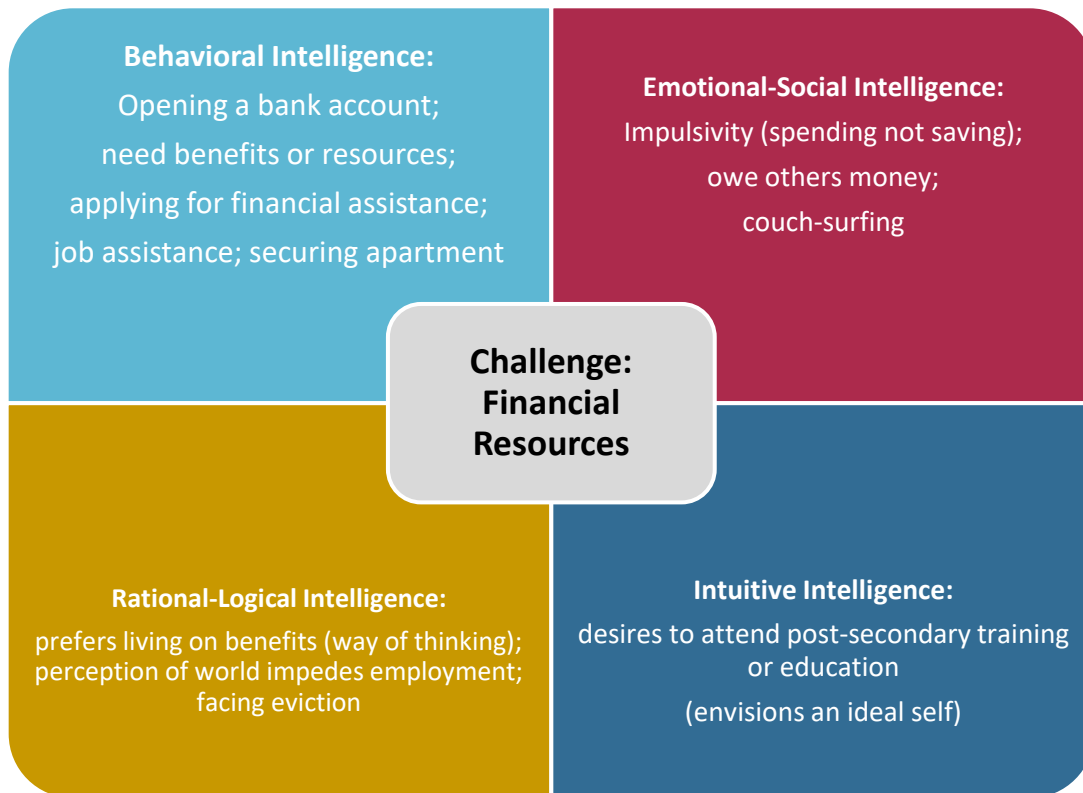 Behavioral Intelligence:
Opening a bank account;
need benefits or resources;
applying for financial assistance;
job assistance; securing apartment
Emotional-Social Intelligence:
Impulsivity (spending not saving);
owe others money;
couch-surfing
Challenge:
Financial
Resources
Rational-Logical Intelligence:
prefers living on benefits (way of thinking);
perception of world impedes employment;
facing eviction
Intuitive Intelligence:
desires to attend post-secondary training
or education
(envisions an ideal self)